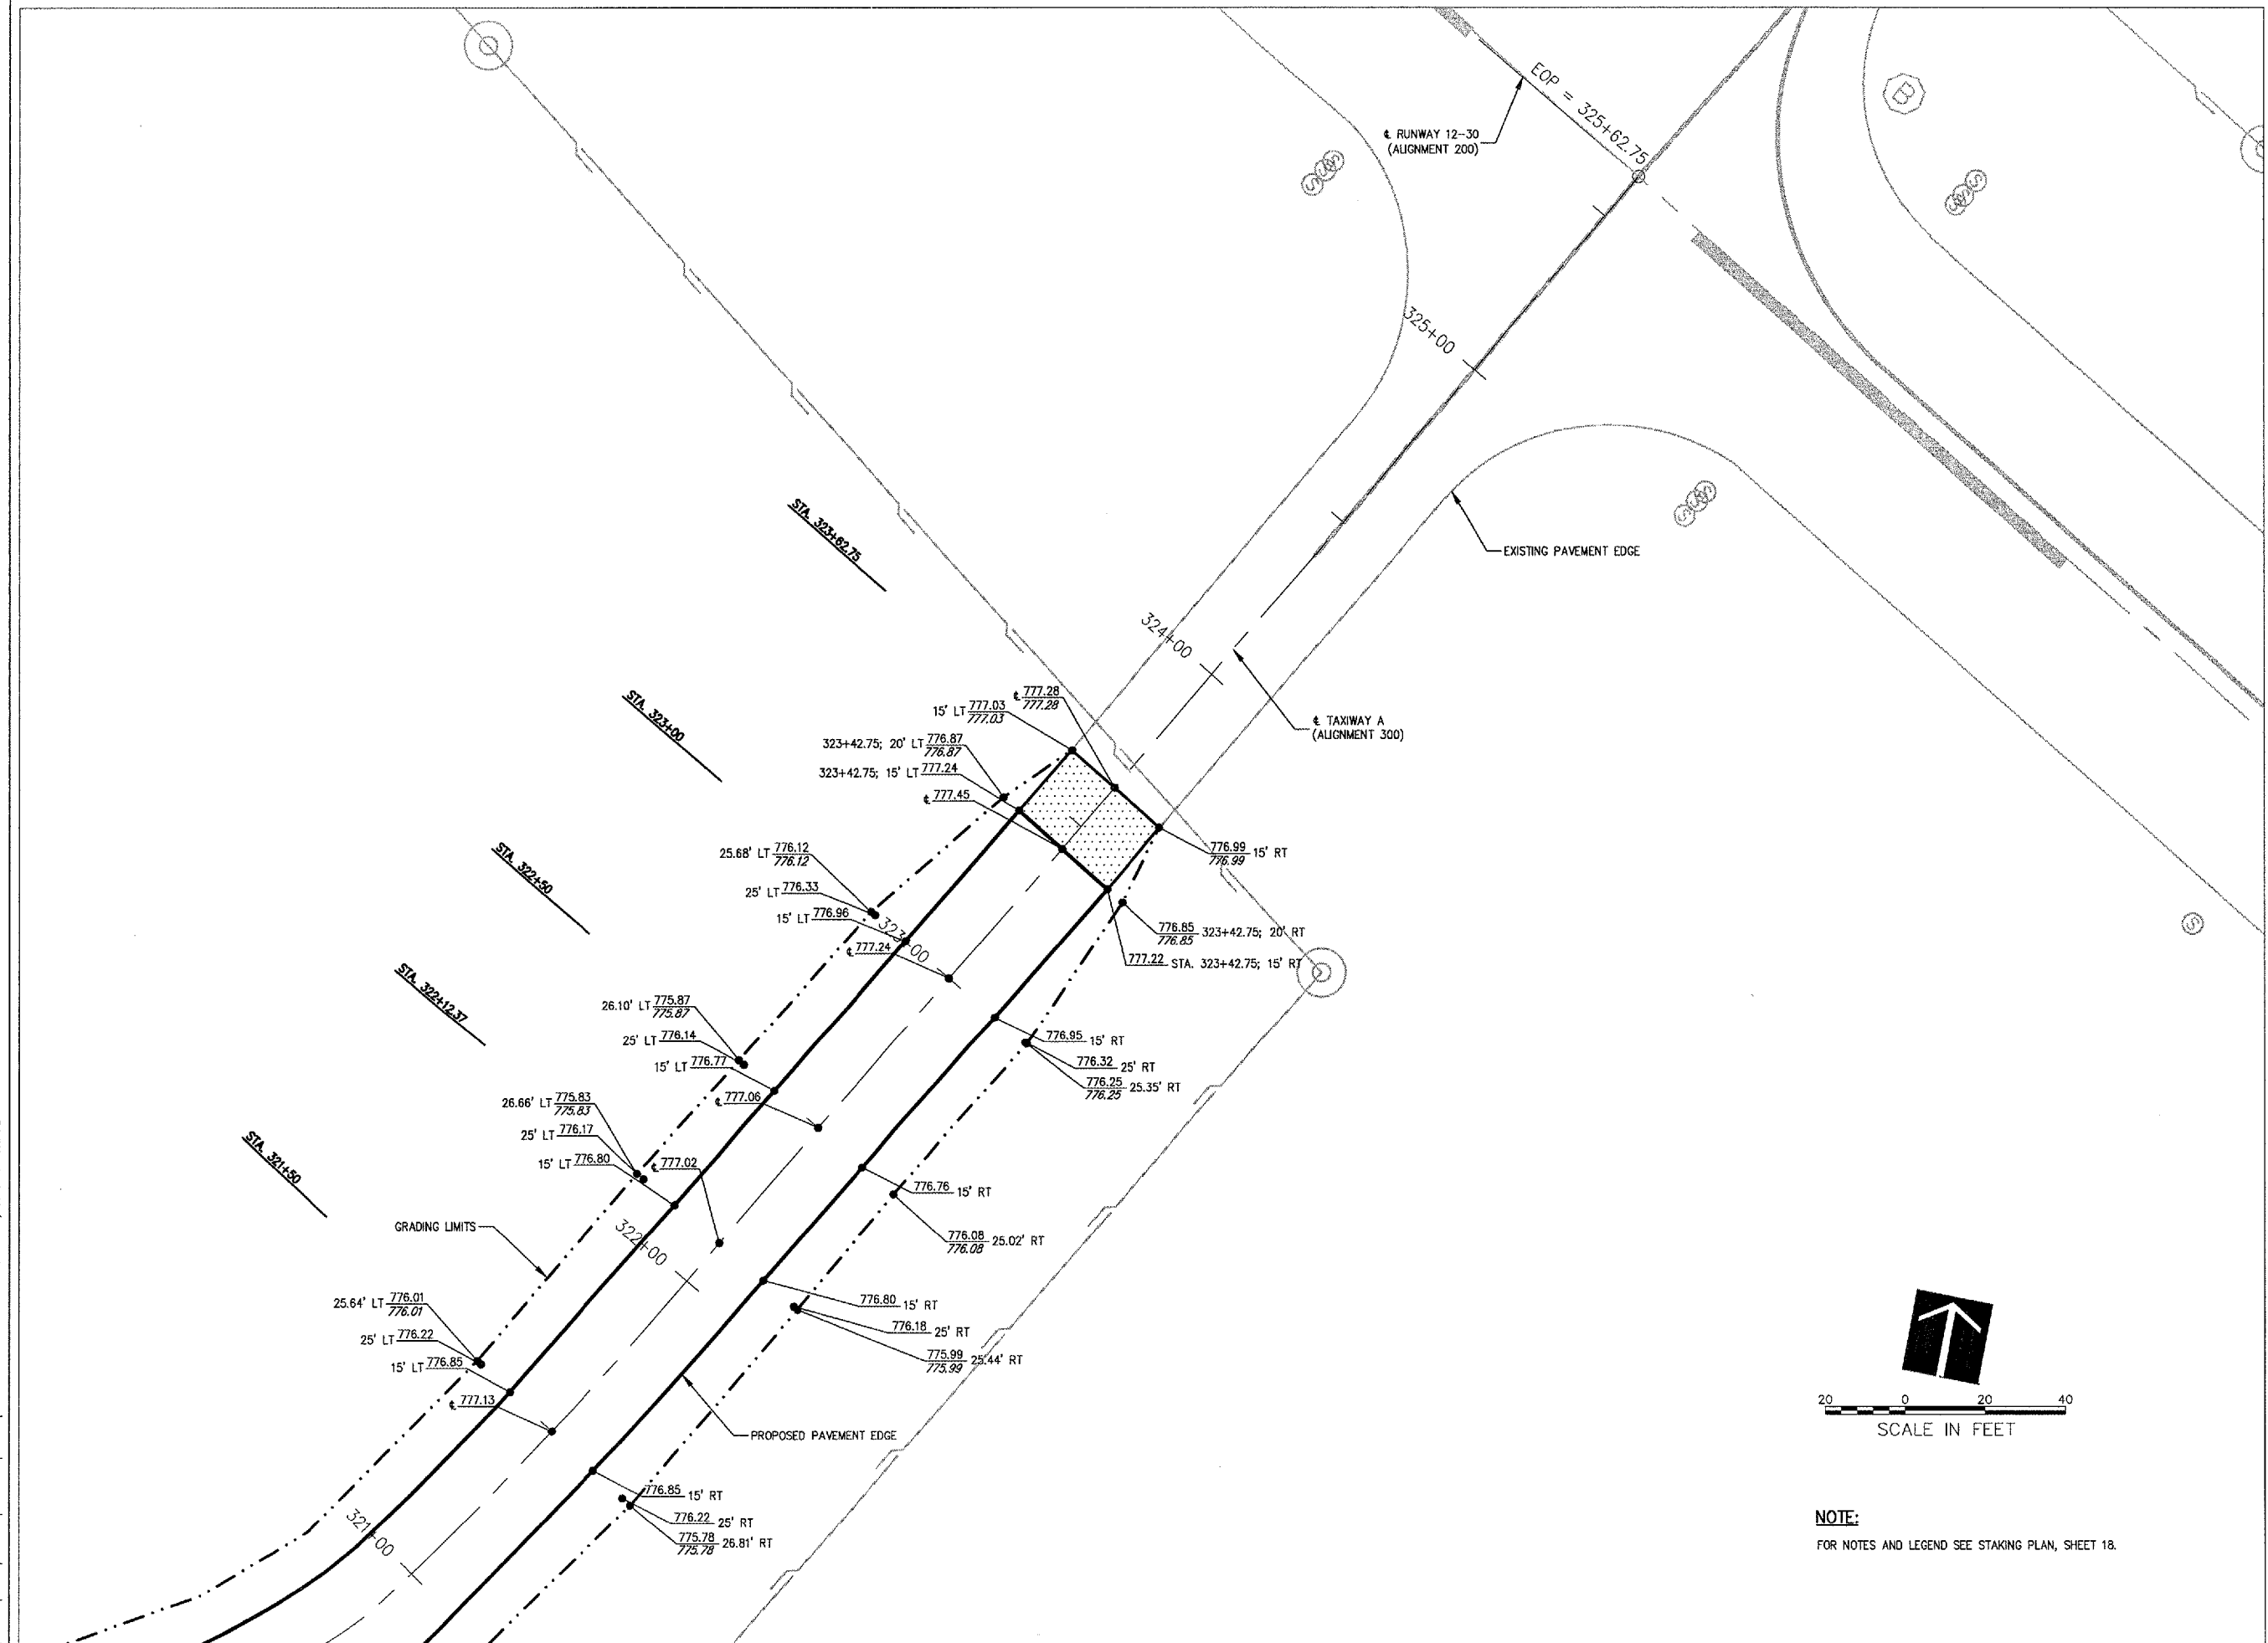 EOP = 325+62.75
B
℄ RUNWAY 12-30
(ALIGNMENT 200)
325+00
EXISTING PAVEMENT EDGE
STA. 323+62.75
324+00
℄ TAXIWAY A
(ALIGNMENT 300)
℄ 777.28
777.28
15' LT 777.03
777.03
STA. 323+00
323+42.75; 20' LT 776.87
776.87
323+42.75; 15' LT 777.24
℄ 777.45
776.99 15' RT
776.99
STA. 322+50
25.68' LT 776.12
776.12
25' LT 776.33
15' LT 776.96
323+00
℄ 777.24
776.85 323+42.75; 20' RT
776.85
777.22 STA. 323+42.75; 15' RT
S
STA. 322+12.37
26.10' LT 775.87
775.87
25' LT 776.14
15' LT 776.77
℄ 777.06
776.95 15' RT
776.32 25' RT
776.25 25.35' RT
776.25
STA. 321+50
26.66' LT 775.83
775.83
25' LT 776.17
15' LT 776.80
℄ 777.02
776.76 15' RT
GRADING LIMITS
322+00
776.08 25.02' RT
776.08
25.64' LT 776.01
776.01
25' LT 776.22
15' LT 776.85
℄ 777.13
776.80 15' RT
776.18 25' RT
775.99 25.44' RT
775.99
PROPOSED PAVEMENT EDGE
321+00
776.85 15' RT
776.22 25' RT
775.78 26.81' RT
775.78
20 0 20 40
SCALE IN FEET
NOTE:
FOR NOTES AND LEGEND SEE STAKING PLAN, SHEET 18.